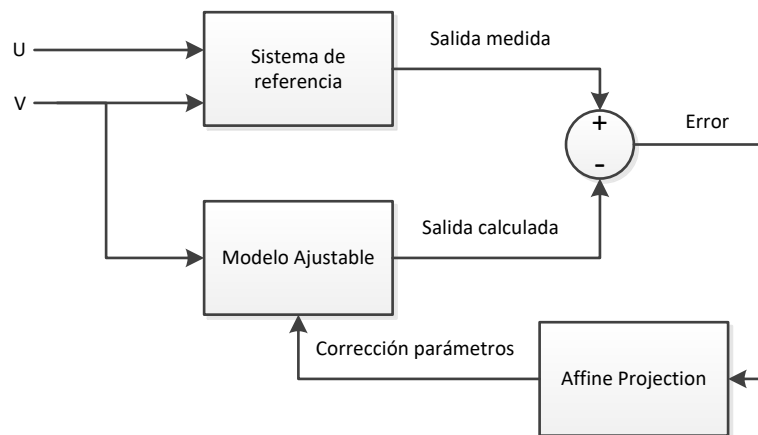 U
V
Sistema de
referencia
Salida medida
+
-
Error
Modelo Ajustable
Salida calculada
Corrección parámetros
Affine Projection